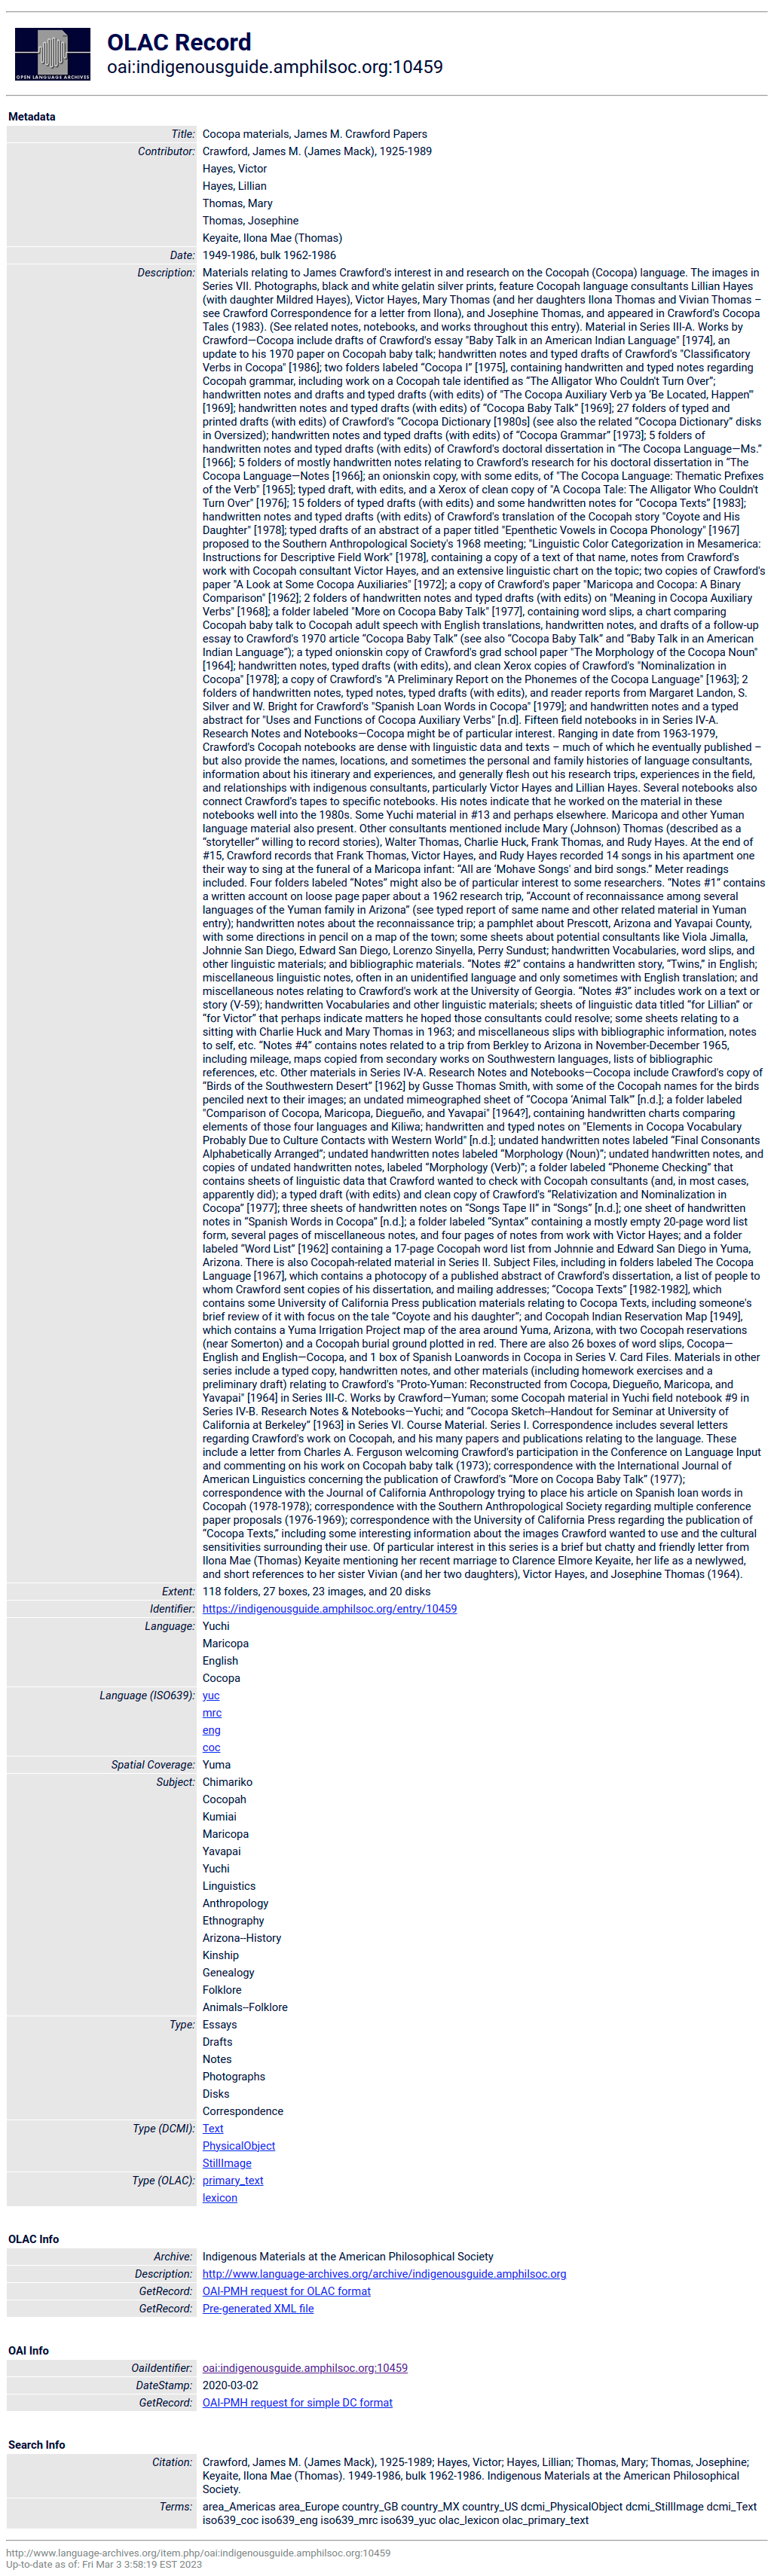 OLAC Record
oai:indigenousguide.amphilsoc.org:10459
OPEN LANGUAGE ARCHIVES
Metadata
Title: Cocopa materials, James M. Crawford Papers
Contributor: Crawford, James M. (James Mack), 1925-1989
Hayes, Victor
Hayes, Lillian
Thomas, Mary
Thomas, Josephine
Keyaite, Ilona Mae (Thomas)
Date: 1949-1986, bulk 1962-1986
Description: Materials relating to James Crawford's interest in and research on the Cocopah (Cocopa) language. The images in
Series VII. Photographs, black and white gelatin silver prints, feature Cocopah language consultants Lillian Hayes
(with daughter Mildred Hayes), Victor Hayes, Mary Thomas (and her daughters Ilona Thomas and Vivian Thomas –
see Crawford Correspondence for a letter from Ilona), and Josephine Thomas, and appeared in Crawford's Cocopa
Tales (1983). (See related notes, notebooks, and works throughout this entry). Material in Series III-A. Works by
Crawford—Cocopa include drafts of Crawford's essay "Baby Talk in an American Indian Language" [1974], an
update to his 1970 paper on Cocopah baby talk; handwritten notes and typed drafts of Crawford's "Classificatory
Verbs in Cocopa" [1986]; two folders labeled “Cocopa I” [1975], containing handwritten and typed notes regarding
Cocopah grammar, including work on a Cocopah tale identified as “The Alligator Who Couldn't Turn Over”;
handwritten notes and drafts and typed drafts (with edits) of "The Cocopa Auxiliary Verb ya ‘Be Located, Happen’"
[1969]; handwritten notes and typed drafts (with edits) of “Cocopa Baby Talk” [1969]; 27 folders of typed and
printed drafts (with edits) of Crawford's “Cocopa Dictionary [1980s] (see also the related “Cocopa Dictionary” disks
in Oversized); handwritten notes and typed drafts (with edits) of “Cocopa Grammar” [1973]; 5 folders of
handwritten notes and typed drafts (with edits) of Crawford's doctoral dissertation in “The Cocopa Language—Ms.”
[1966]; 5 folders of mostly handwritten notes relating to Crawford's research for his doctoral dissertation in “The
Cocopa Language—Notes [1966]; an onionskin copy, with some edits, of "The Cocopa Language: Thematic Prefixes
of the Verb" [1965]; typed draft, with edits, and a Xerox of clean copy of "A Cocopa Tale: The Alligator Who Couldn't
Turn Over" [1976]; 15 folders of typed drafts (with edits) and some handwritten notes for “Cocopa Texts” [1983];
handwritten notes and typed drafts (with edits) of Crawford's translation of the Cocopah story "Coyote and His
Daughter" [1978]; typed drafts of an abstract of a paper titled "Epenthetic Vowels in Cocopa Phonology" [1967]
proposed to the Southern Anthropological Society's 1968 meeting; "Linguistic Color Categorization in Mesamerica:
Instructions for Descriptive Field Work" [1978], containing a copy of a text of that name, notes from Crawford's
work with Cocopah consultant Victor Hayes, and an extensive linguistic chart on the topic; two copies of Crawford's
paper "A Look at Some Cocopa Auxiliaries" [1972]; a copy of Crawford's paper "Maricopa and Cocopa: A Binary
Comparison" [1962]; 2 folders of handwritten notes and typed drafts (with edits) on "Meaning in Cocopa Auxiliary
Verbs" [1968]; a folder labeled "More on Cocopa Baby Talk" [1977], containing word slips, a chart comparing
Cocopah baby talk to Cocopah adult speech with English translations, handwritten notes, and drafts of a follow-up
essay to Crawford's 1970 article “Cocopa Baby Talk” (see also “Cocopa Baby Talk” and “Baby Talk in an American
Indian Language”); a typed onionskin copy of Crawford's grad school paper "The Morphology of the Cocopa Noun"
[1964]; handwritten notes, typed drafts (with edits), and clean Xerox copies of Crawford's "Nominalization in
Cocopa" [1978]; a copy of Crawford's "A Preliminary Report on the Phonemes of the Cocopa Language" [1963]; 2
folders of handwritten notes, typed notes, typed drafts (with edits), and reader reports from Margaret Landon, S.
Silver and W. Bright for Crawford's "Spanish Loan Words in Cocopa" [1979]; and handwritten notes and a typed
abstract for "Uses and Functions of Cocopa Auxiliary Verbs" [n.d]. Fifteen field notebooks in in Series IV-A.
Research Notes and Notebooks—Cocopa might be of particular interest. Ranging in date from 1963-1979,
Crawford's Cocopah notebooks are dense with linguistic data and texts – much of which he eventually published –
but also provide the names, locations, and sometimes the personal and family histories of language consultants,
information about his itinerary and experiences, and generally flesh out his research trips, experiences in the field,
and relationships with indigenous consultants, particularly Victor Hayes and Lillian Hayes. Several notebooks also
connect Crawford's tapes to specific notebooks. His notes indicate that he worked on the material in these
notebooks well into the 1980s. Some Yuchi material in #13 and perhaps elsewhere. Maricopa and other Yuman
language material also present. Other consultants mentioned include Mary (Johnson) Thomas (described as a
“storyteller” willing to record stories), Walter Thomas, Charlie Huck, Frank Thomas, and Rudy Hayes. At the end of
#15, Crawford records that Frank Thomas, Victor Hayes, and Rudy Hayes recorded 14 songs in his apartment one
their way to sing at the funeral of a Maricopa infant: “All are ‘Mohave Songs' and bird songs.” Meter readings
included. Four folders labeled “Notes” might also be of particular interest to some researchers. “Notes #1” contains
a written account on loose page paper about a 1962 research trip, “Account of reconnaissance among several
languages of the Yuman family in Arizona” (see typed report of same name and other related material in Yuman
entry); handwritten notes about the reconnaissance trip; a pamphlet about Prescott, Arizona and Yavapai County,
with some directions in pencil on a map of the town; some sheets about potential consultants like Viola Jimalla,
Johnnie San Diego, Edward San Diego, Lorenzo Sinyella, Perry Sundust; handwritten Vocabularies, word slips, and
other linguistic materials; and bibliographic materials. “Notes #2” contains a handwritten story, “Twins,” in English;
miscellaneous linguistic notes, often in an unidentified language and only sometimes with English translation; and
miscellaneous notes relating to Crawford's work at the University of Georgia. “Notes #3” includes work on a text or
story (V-59); handwritten Vocabularies and other linguistic materials; sheets of linguistic data titled “for Lillian” or
“for Victor” that perhaps indicate matters he hoped those consultants could resolve; some sheets relating to a
sitting with Charlie Huck and Mary Thomas in 1963; and miscellaneous slips with bibliographic information, notes
to self, etc. “Notes #4” contains notes related to a trip from Berkley to Arizona in November-December 1965,
including mileage, maps copied from secondary works on Southwestern languages, lists of bibliographic
references, etc. Other materials in Series IV-A. Research Notes and Notebooks—Cocopa include Crawford's copy of
“Birds of the Southwestern Desert” [1962] by Gusse Thomas Smith, with some of the Cocopah names for the birds
penciled next to their images; an undated mimeographed sheet of “Cocopa ‘Animal Talk’” [n.d.]; a folder labeled
"Comparison of Cocopa, Maricopa, Diegueño, and Yavapai" [1964?], containing handwritten charts comparing
elements of those four languages and Kiliwa; handwritten and typed notes on "Elements in Cocopa Vocabulary
Probably Due to Culture Contacts with Western World" [n.d.]; undated handwritten notes labeled “Final Consonants
Alphabetically Arranged”; undated handwritten notes labeled “Morphology (Noun)”; undated handwritten notes, and
copies of undated handwritten notes, labeled “Morphology (Verb)”; a folder labeled “Phoneme Checking” that
contains sheets of linguistic data that Crawford wanted to check with Cocopah consultants (and, in most cases,
apparently did); a typed draft (with edits) and clean copy of Crawford's “Relativization and Nominalization in
Cocopa” [1977]; three sheets of handwritten notes on “Songs Tape II” in “Songs” [n.d.]; one sheet of handwritten
notes in “Spanish Words in Cocopa” [n.d.]; a folder labeled “Syntax” containing a mostly empty 20-page word list
form, several pages of miscellaneous notes, and four pages of notes from work with Victor Hayes; and a folder
labeled “Word List” [1962] containing a 17-page Cocopah word list from Johnnie and Edward San Diego in Yuma,
Arizona. There is also Cocopah-related material in Series II. Subject Files, including in folders labeled The Cocopa
Language [1967], which contains a photocopy of a published abstract of Crawford's dissertation, a list of people to
whom Crawford sent copies of his dissertation, and mailing addresses; “Cocopa Texts” [1982-1982], which
contains some University of California Press publication materials relating to Cocopa Texts, including someone's
brief review of it with focus on the tale “Coyote and his daughter”; and Cocopah Indian Reservation Map [1949],
which contains a Yuma Irrigation Project map of the area around Yuma, Arizona, with two Cocopah reservations
(near Somerton) and a Cocopah burial ground plotted in red. There are also 26 boxes of word slips, Cocopa—
English and English—Cocopa, and 1 box of Spanish Loanwords in Cocopa in Series V. Card Files. Materials in other
series include a typed copy, handwritten notes, and other materials (including homework exercises and a
preliminary draft) relating to Crawford's "Proto-Yuman: Reconstructed from Cocopa, Diegueño, Maricopa, and
Yavapai" [1964] in Series III-C. Works by Crawford—Yuman; some Cocopah material in Yuchi field notebook #9 in
Series IV-B. Research Notes & Notebooks—Yuchi; and “Cocopa Sketch--Handout for Seminar at University of
California at Berkeley” [1963] in Series VI. Course Material. Series I. Correspondence includes several letters
regarding Crawford's work on Cocopah, and his many papers and publications relating to the language. These
include a letter from Charles A. Ferguson welcoming Crawford's participation in the Conference on Language Input
and commenting on his work on Cocopah baby talk (1973); correspondence with the International Journal of
American Linguistics concerning the publication of Crawford's “More on Cocopa Baby Talk” (1977);
correspondence with the Journal of California Anthropology trying to place his article on Spanish loan words in
Cocopah (1978-1978); correspondence with the Southern Anthropological Society regarding multiple conference
paper proposals (1976-1969); correspondence with the University of California Press regarding the publication of
“Cocopa Texts,” including some interesting information about the images Crawford wanted to use and the cultural
sensitivities surrounding their use. Of particular interest in this series is a brief but chatty and friendly letter from
Ilona Mae (Thomas) Keyaite mentioning her recent marriage to Clarence Elmore Keyaite, her life as a newlywed,
and short references to her sister Vivian (and her two daughters), Victor Hayes, and Josephine Thomas (1964).
Extent: 118 folders, 27 boxes, 23 images, and 20 disks
Identifier: https://indigenousguide.amphilsoc.org/entry/10459
Language: Yuchi
Maricopa
English
Cocopa
Language (ISO639): yuc
mrc
eng
coc
Spatial Coverage: Yuma
Subject: Chimariko
Cocopah
Kumiai
Maricopa
Yavapai
Yuchi
Linguistics
Anthropology
Ethnography
Arizona--History
Kinship
Genealogy
Folklore
Animals--Folklore
Type: Essays
Drafts
Notes
Photographs
Disks
Correspondence
Type (DCMI): Text
PhysicalObject
StillImage
Type (OLAC): primary_text
lexicon
OLAC Info
Archive: Indigenous Materials at the American Philosophical Society
Description: http://www.language-archives.org/archive/indigenousguide.amphilsoc.org
GetRecord: OAI-PMH request for OLAC format
GetRecord: Pre-generated XML file
OAI Info
OaiIdentifier: oai:indigenousguide.amphilsoc.org:10459
DateStamp: 2020-03-02
GetRecord: OAI-PMH request for simple DC format
Search Info
Citation: Crawford, James M. (James Mack), 1925-1989; Hayes, Victor; Hayes, Lillian; Thomas, Mary; Thomas, Josephine;
Keyaite, Ilona Mae (Thomas). 1949-1986, bulk 1962-1986. Indigenous Materials at the American Philosophical
Society.
Terms: area_Americas area_Europe country_GB country_MX country_US dcmi_PhysicalObject dcmi_StillImage dcmi_Text
iso639_coc iso639_eng iso639_mrc iso639_yuc olac_lexicon olac_primary_text
http://www.language-archives.org/item.php/oai:indigenousguide.amphilsoc.org:10459
Up-to-date as of: Fri Mar 3 3:58:19 EST 2023